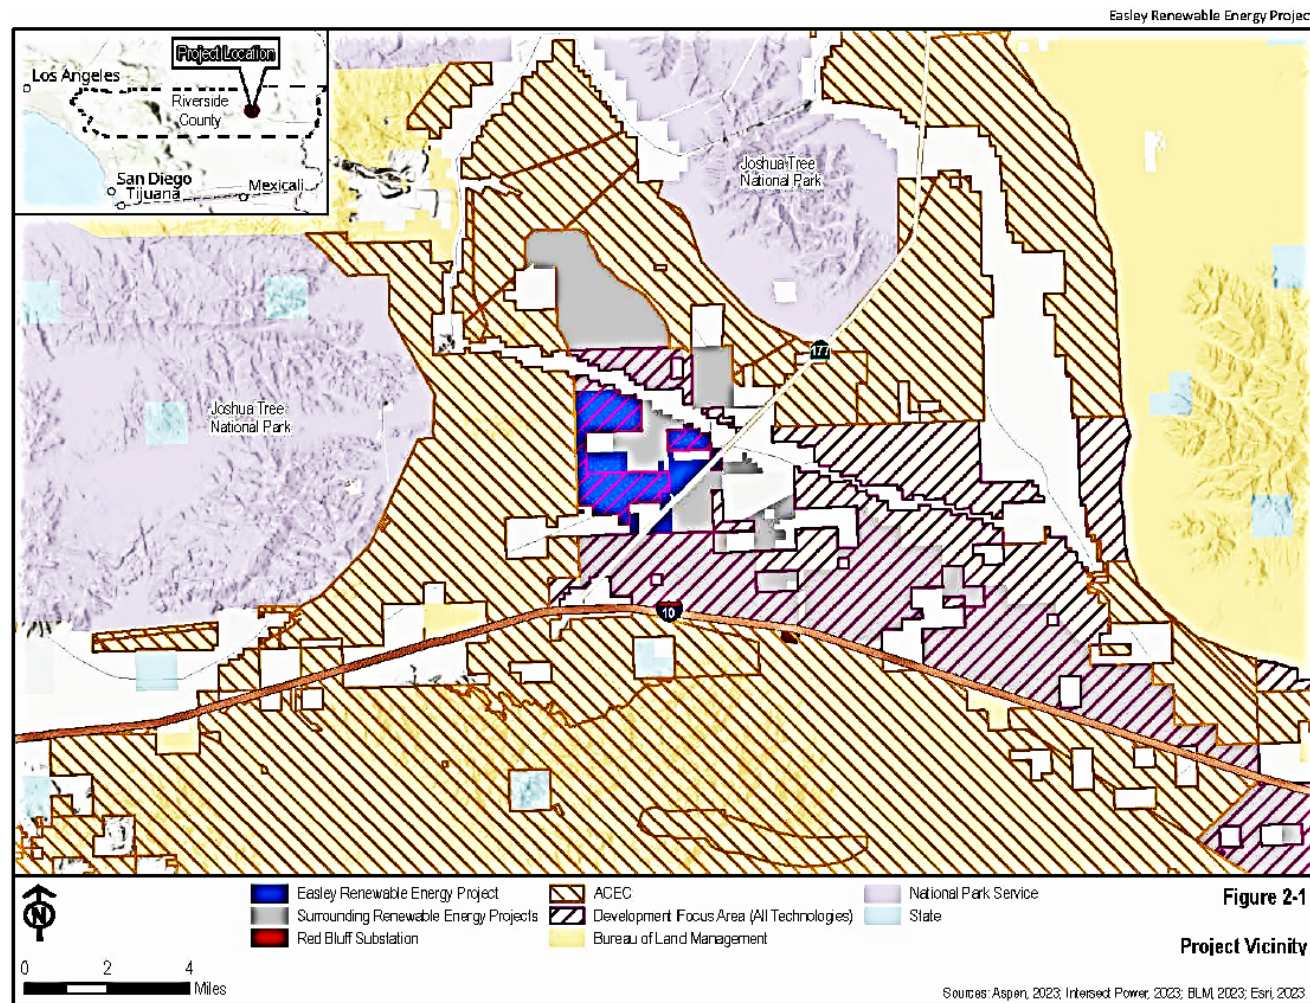 Easley Renewable Energy Project
Project Location
Los Angeles
Riverside
County
San Diego
Tijuana
Mexicali
Joshua Tree
National Park
177
Joshua Tree
National Park
10
N
Easley Renewable Energy Project
Surrounding Renewable Energy Projects
Red Bluff Substation
ACEC
Development Focus Area (All Technologies)
Bureau of Land Management
National Park Service
State
Figure 2-1
Project Vicinity
0 2 4
Miles
Sources: Aspen, 2023; Intersect Power, 2023; BLM, 2023; Esri, 2023.